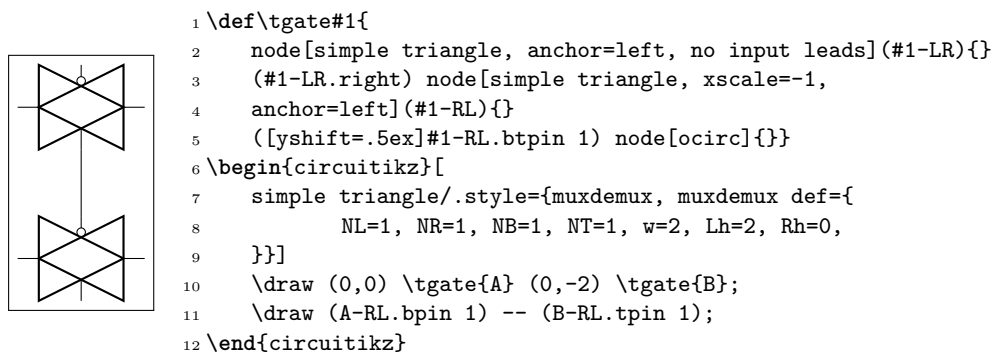 1 \def\tgate#1{
2 node[simple triangle, anchor=left, no input leads](#1-LR){}
3 (#1-LR.right) node[simple triangle, xscale=-1,
4 anchor=left](#1-RL){}
5 ([yshift=.5ex]#1-RL.btpin 1) node[ocirc]{}}
6 \begin{circuitikz}[
7 simple triangle/.style={muxdemux, muxdemux def={
8 NL=1, NR=1, NB=1, NT=1, w=2, Lh=2, Rh=0,
9 }}]
10 \draw (0,0) \tgate{A} (0,-2) \tgate{B};
11 \draw (A-RL.bpin 1) -- (B-RL.tpin 1);
12 \end{circuitikz}